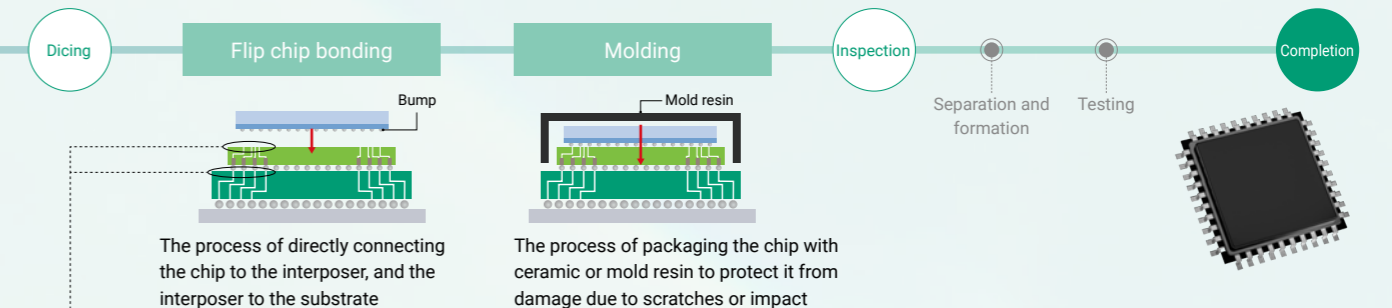 Dicing
Flip chip bonding
Molding
Inspection
Completion
Bump
Mold resin
Separation and
formation
Testing
The process of directly connecting
the chip to the interposer, and the
interposer to the substrate
The process of packaging the chip with
ceramic or mold resin to protect it from
damage due to scratches or impact